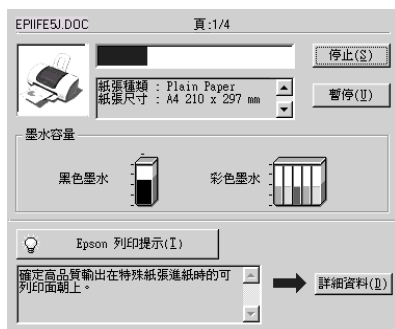 EPIIFE5J.DOC 頁:1/4
停止(S)
紙張種類 : Plain Paper
紙張尺寸 : A4 210 x 297 mm
暫停(U)
墨水容量
黑色墨水 彩色墨水
Epson 列印提示(I)
確定高品質輸出在特殊紙張進紙時的可
列印面朝上。
詳細資料(D)